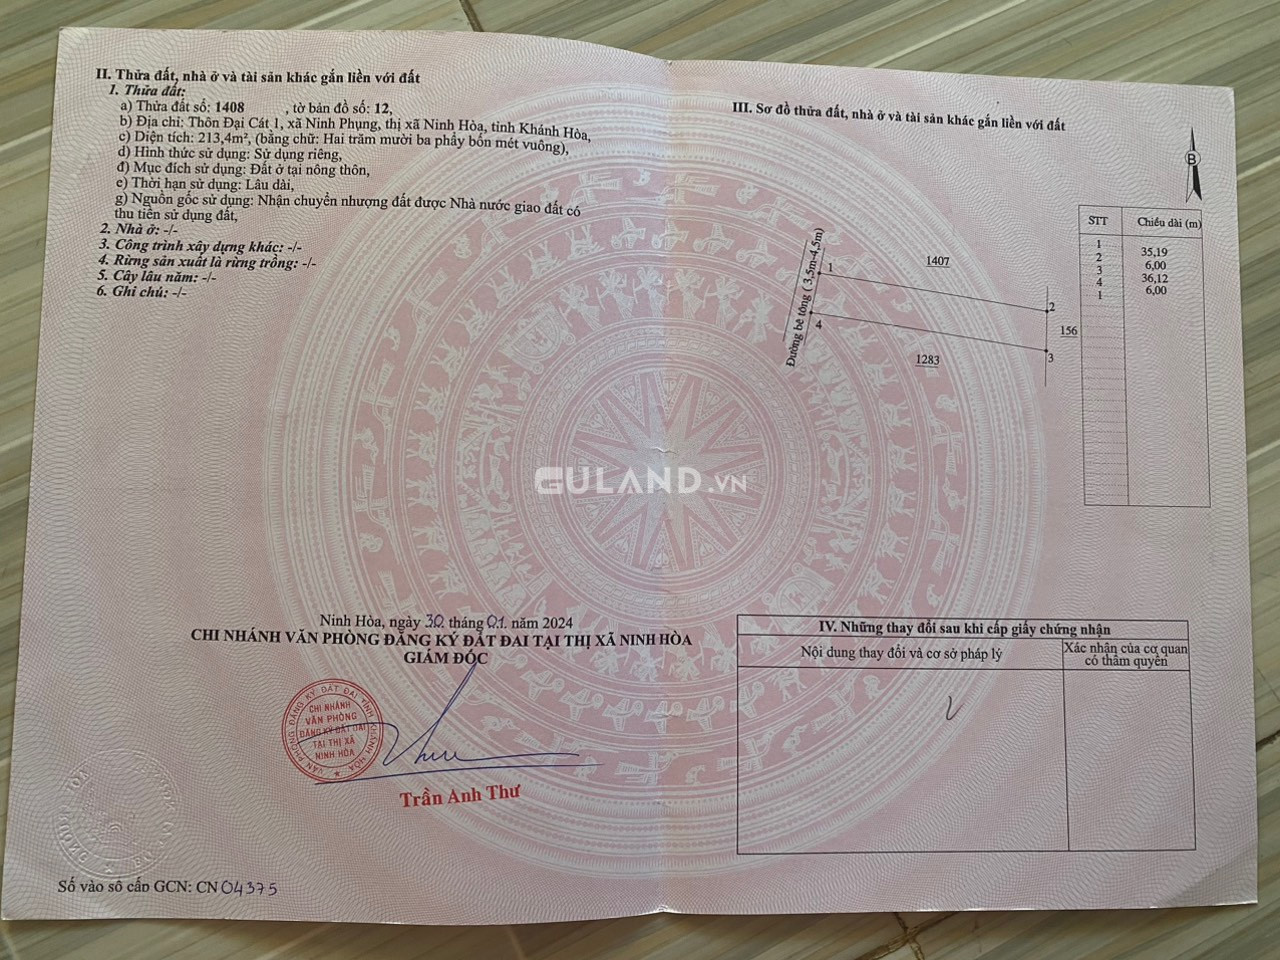 II. Thửa đất, nhà ở và tài sản khác gắn liền với đất
1. Thửa đất:
a) Thửa đất số: 1408 , tờ bản đồ số: 12,
b) Địa chỉ: Thôn Đại Cát 1, xã Ninh Phụng, thị xã Ninh Hòa, tỉnh Khánh Hòa,
c) Diện tích: 213,4m², (bằng chữ: Hai trăm mười ba phẩy bốn mét vuông),
d) Hình thức sử dụng: Sử dụng riêng,
đ) Mục đích sử dụng: Đất ở tại nông thôn,
e) Thời hạn sử dụng: Lâu dài,
g) Nguồn gốc sử dụng: Nhận chuyển nhượng đất được Nhà nước giao đất có
thu tiền sử dụng đất,
2. Nhà ở: -/-
3. Công trình xây dựng khác: -/-
4. Rừng sản xuất là rừng trồng: -/-
5. Cây lâu năm: -/-
6. Ghi chú: -/-
Ninh Hòa, ngày 30 tháng 01 năm 2024
CHI NHÁNH VĂN PHÒNG ĐĂNG KÝ ĐẤT ĐAI TẠI THỊ XÃ NINH HÒA
GIÁM ĐỐC
VĂN PHÒNG ĐĂNG KÝ ĐẤT ĐAI TỈNH KHÁNH HÒA
CHI NHÁNH
VĂN PHÒNG
ĐĂNG KÝ ĐẤT ĐAI
TẠI THỊ XÃ
NINH HÒA
Trần Anh Thư
Số vào sổ cấp GCN: CN 04375
III. Sơ đồ thửa đất, nhà ở và tài sản khác gắn liền với đất
B
Đường bê tông ( 3,5m-4,5m)
1
1407
2
156
4
1283
3
STT Chiều dài (m)
1
35,19
2
6,00
3
36,12
4
6,00
1
GULAND.VN
IV. Những thay đổi sau khi cấp giấy chứng nhận
Nội dung thay đổi và cơ sở pháp lý
Xác nhận của cơ quan
có thẩm quyền